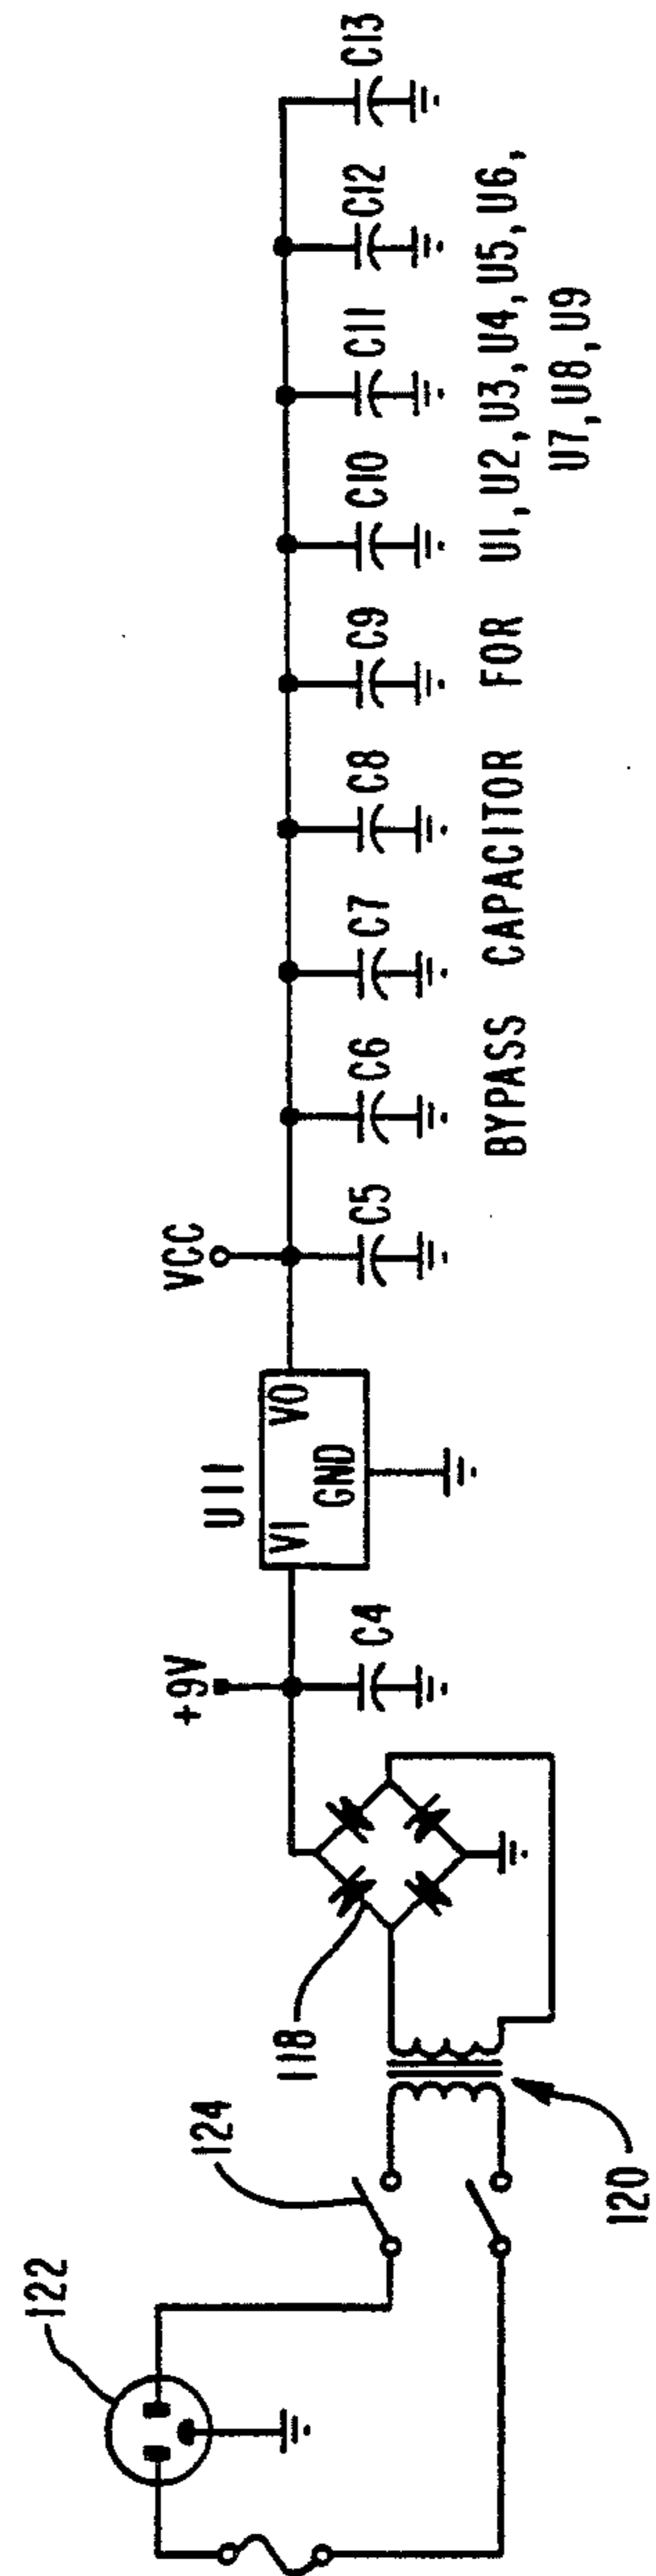 122
124
120
118
+9V
C4
U11
VI
VO
GND
VCC
C5
C6
C7
C8
C9
C10
C11
C12
C13
BYPASS CAPACITOR FOR U1, U2, U3, U4, U5, U6,
U7, U8, U9